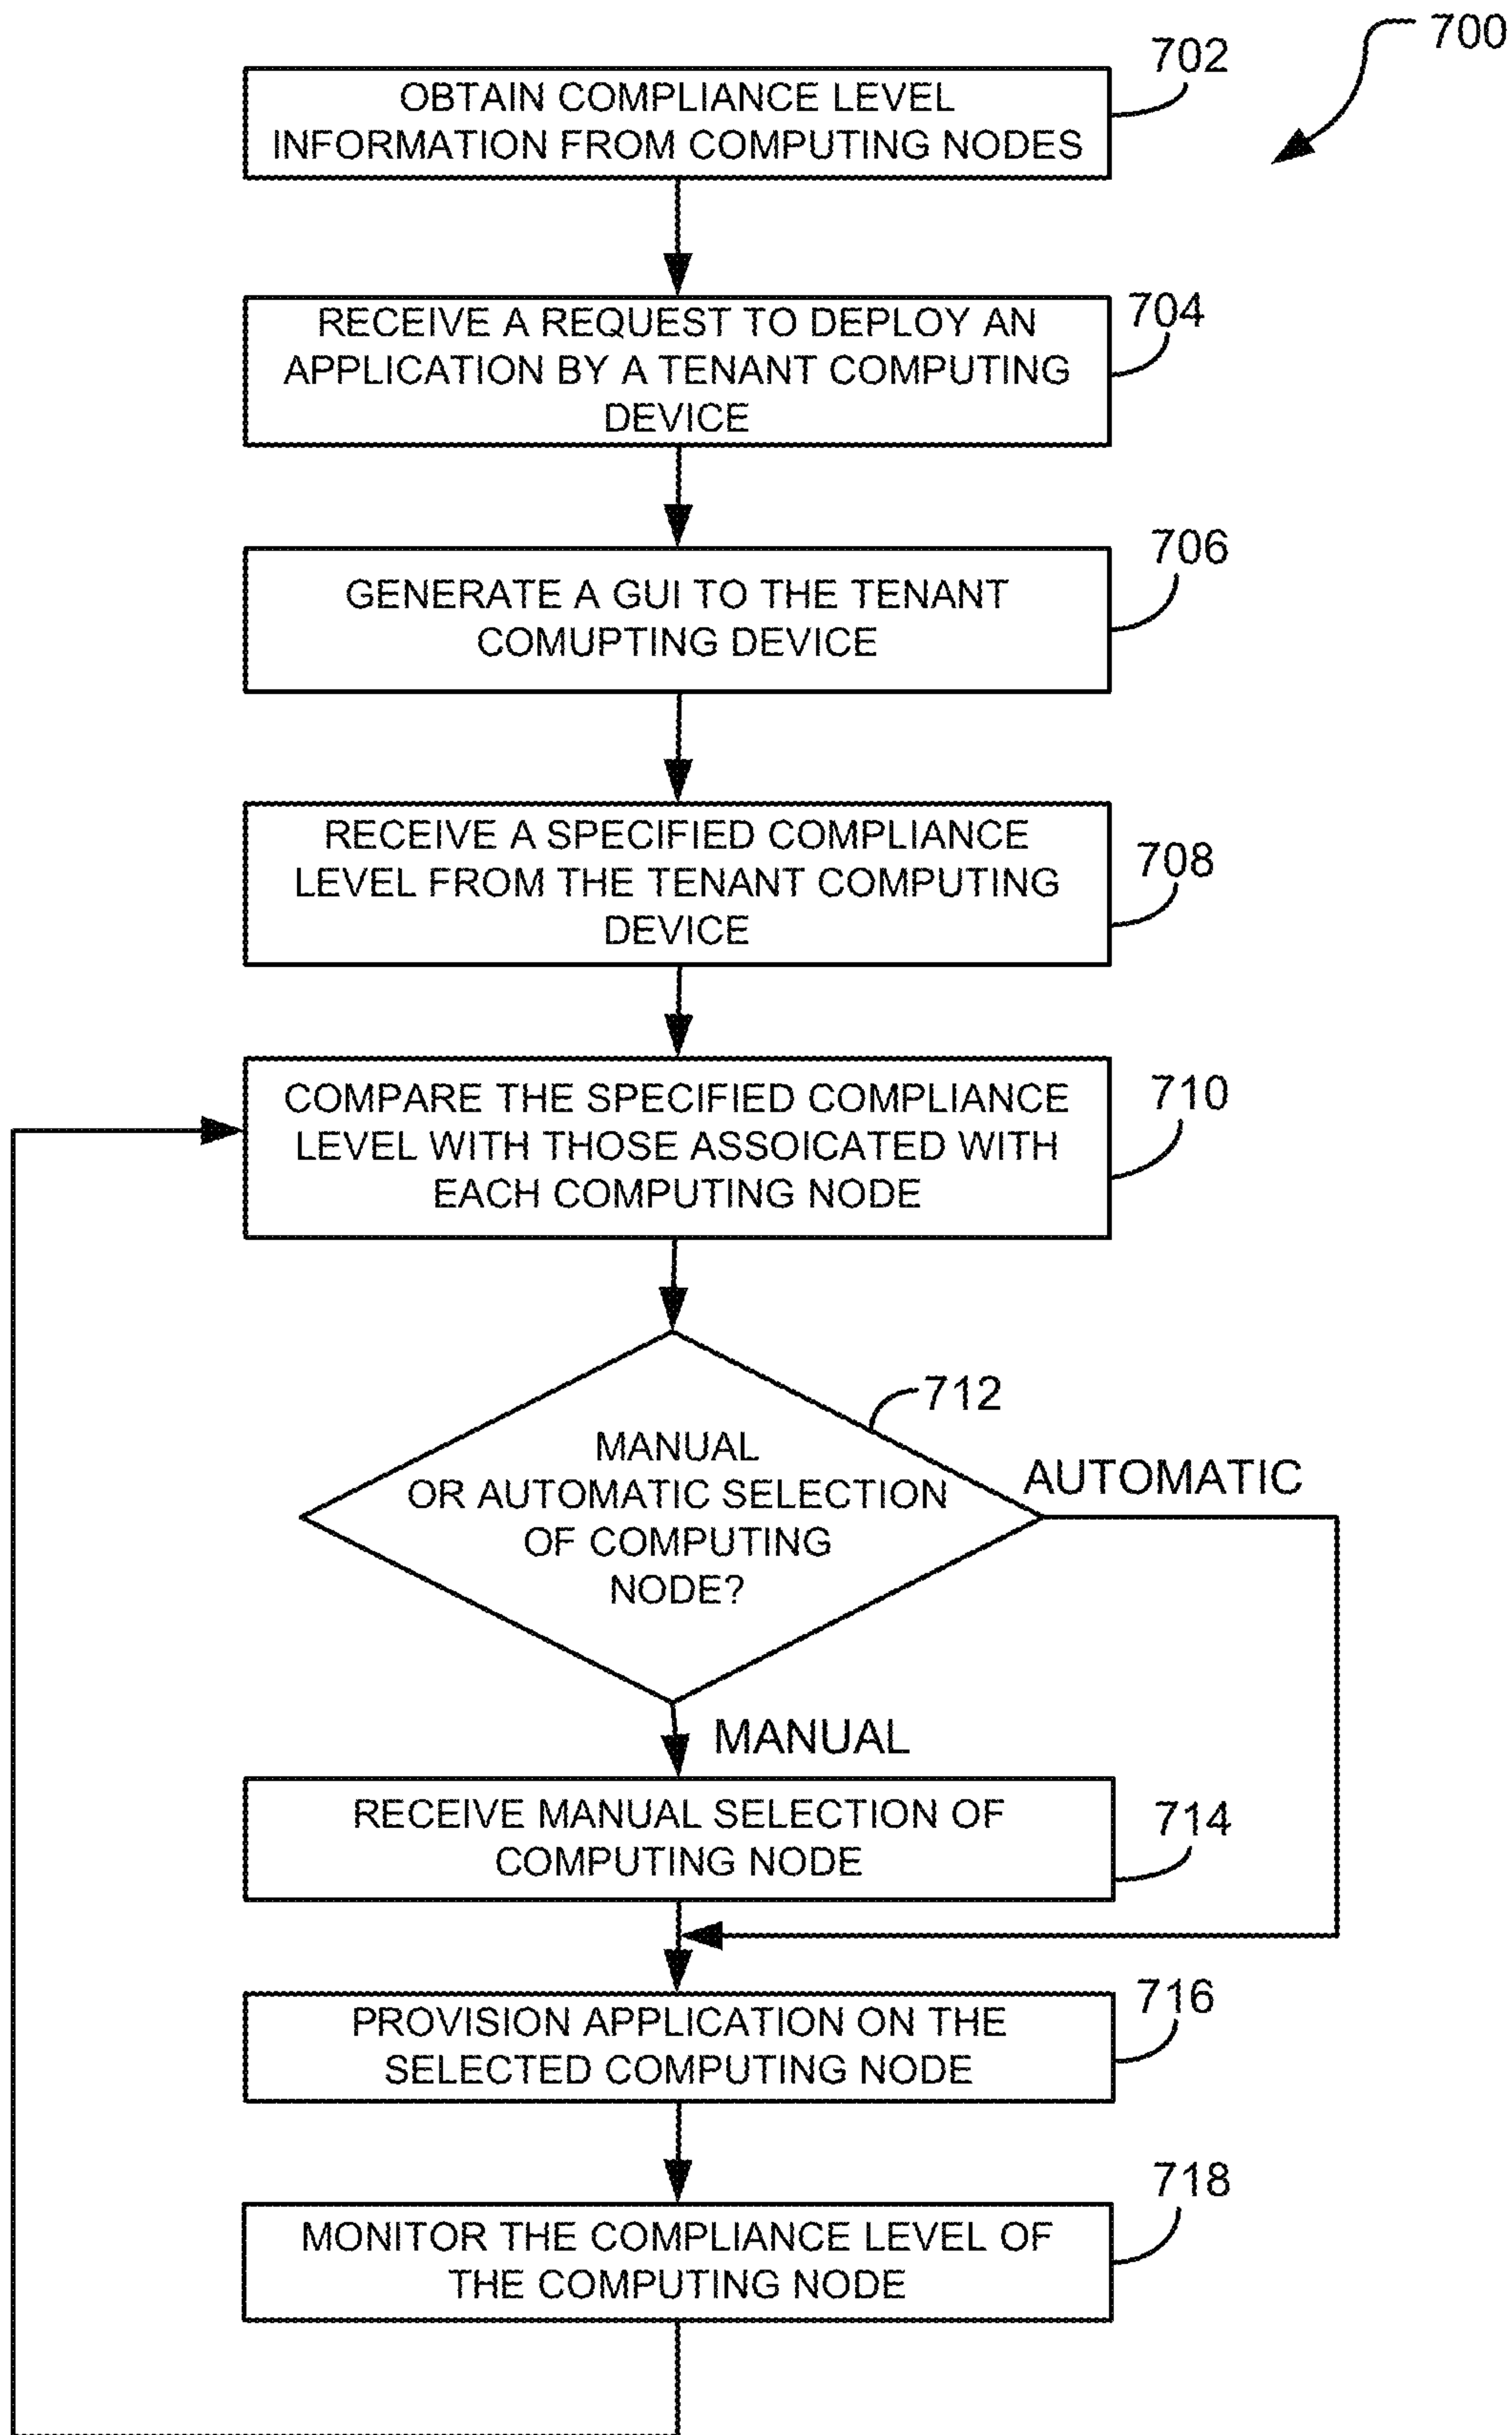 700
702
OBTAIN COMPLIANCE LEVEL
INFORMATION FROM COMPUTING NODES
704
RECEIVE A REQUEST TO DEPLOY AN
APPLICATION BY A TENANT COMPUTING
DEVICE
706
GENERATE A GUI TO THE TENANT
COMUPTING DEVICE
708
RECEIVE A SPECIFIED COMPLIANCE
LEVEL FROM THE TENANT COMPUTING
DEVICE
710
COMPARE THE SPECIFIED COMPLIANCE
LEVEL WITH THOSE ASSOICATED WITH
EACH COMPUTING NODE
712
MANUAL
OR AUTOMATIC SELECTION
OF COMPUTING
NODE?
AUTOMATIC
MANUAL
714
RECEIVE MANUAL SELECTION OF
COMPUTING NODE
716
PROVISION APPLICATION ON THE
SELECTED COMPUTING NODE
718
MONITOR THE COMPLIANCE LEVEL OF
THE COMPUTING NODE